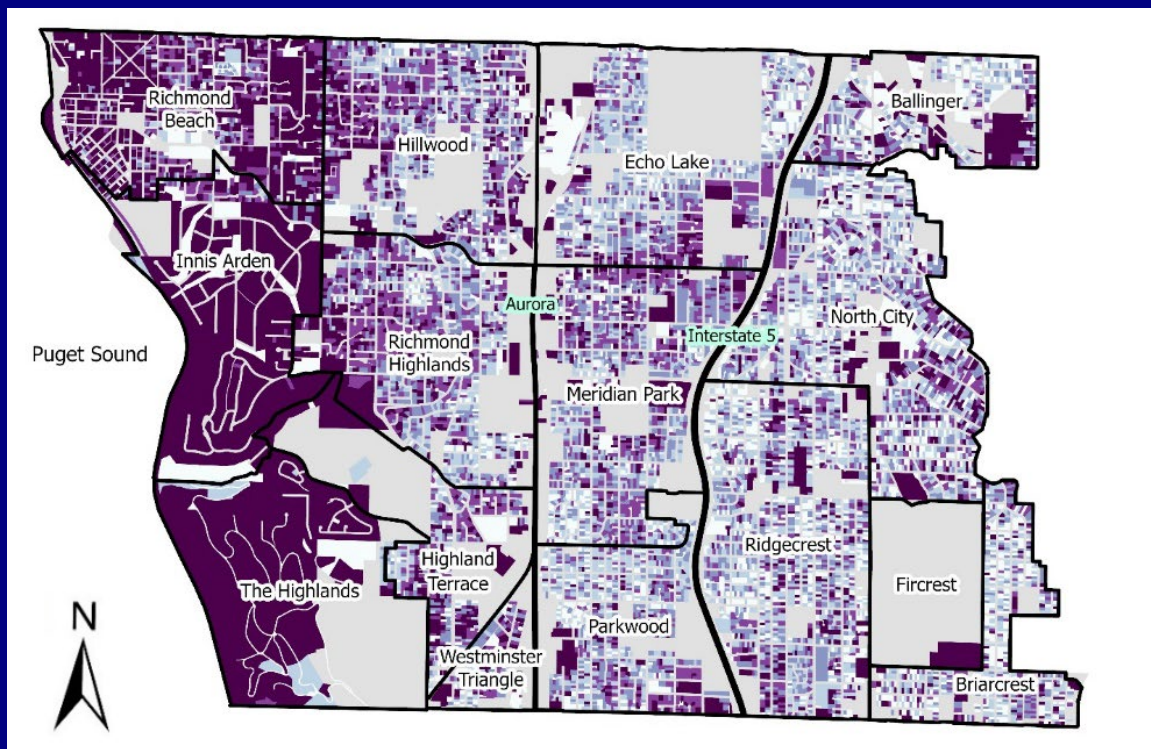 Richmond
Beach
Hillwood
Echo Lake
Ballinger
Innis Arden
Aurora
Interstate 5
North City
Puget Sound
Richmond
Highlands
Meridian Park
Highland
Terrace
Ridgecrest
Fircrest
The Highlands
Parkwood
Westminster
Triangle
Briarcrest
N